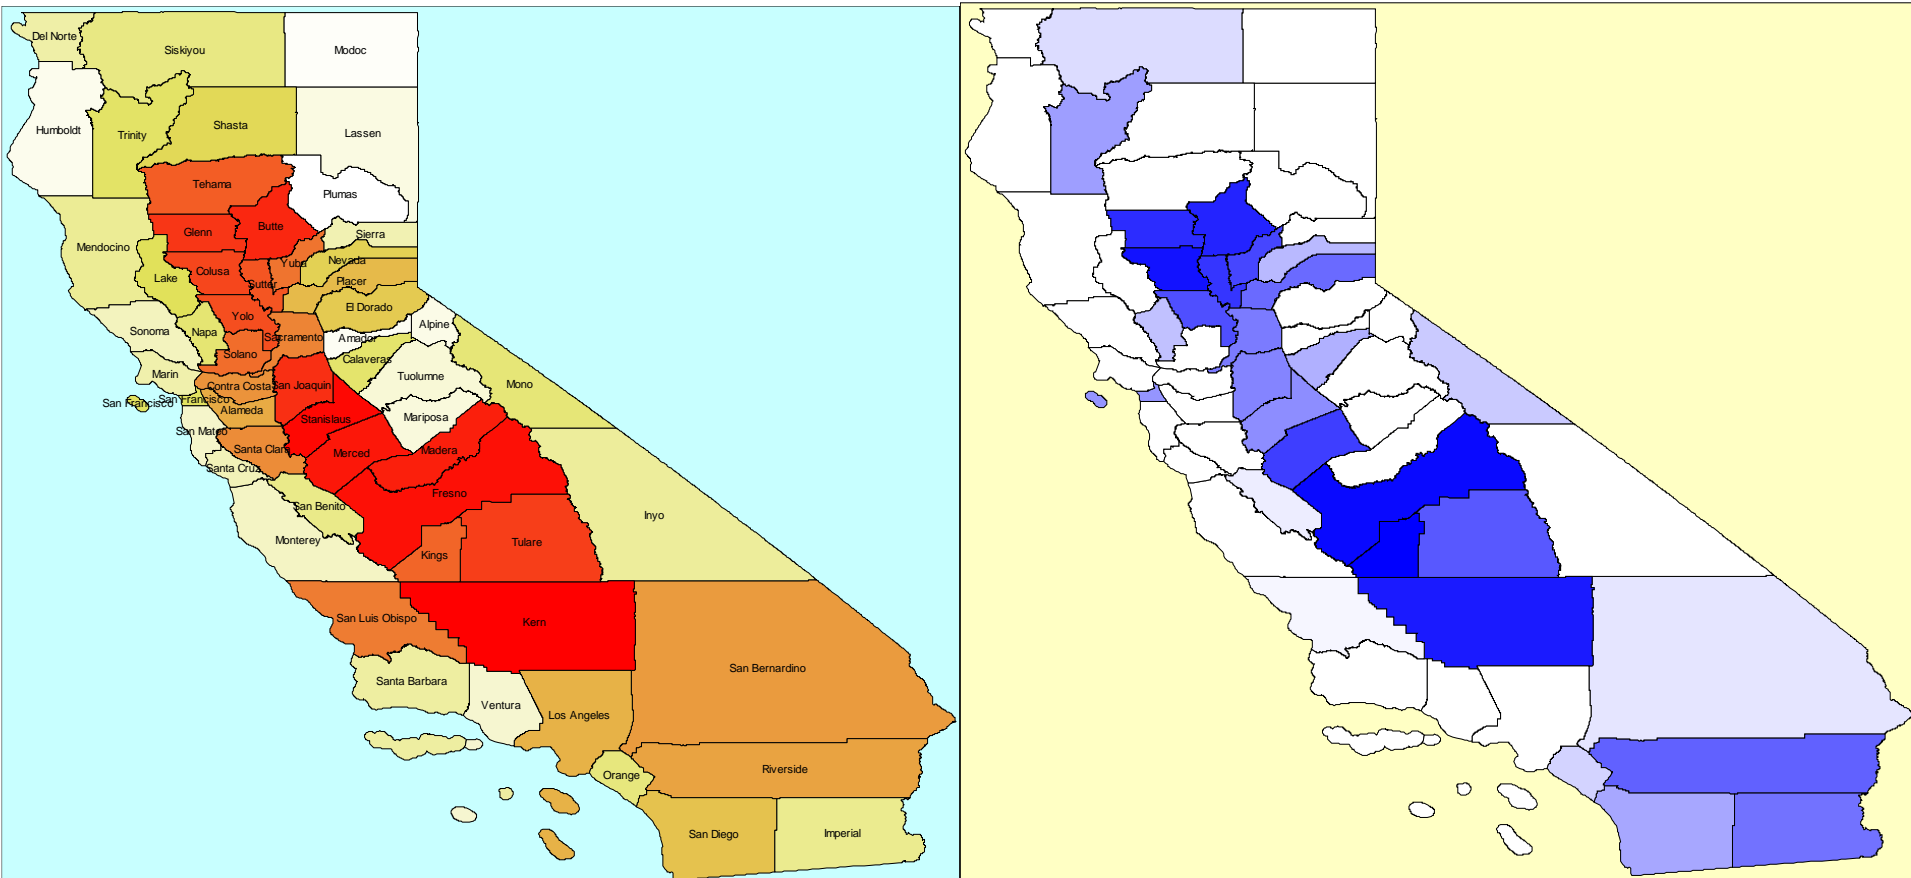 Del Norte
Siskiyou
Modoc
Humboldt
Trinity
Shasta
Lassen
Tehama
Plumas
Butte
Glenn
Sierra
Mendocino
Yuba
Nevada
Colusa
Lake
Placer
Sutter
El Dorado
Yolo
Alpine
Sonoma
Napa
Sacramento
Amador
Solano
Calaveras
Marin
Tuolumne
Contra Costa
San Joaquin
Mono
San Francisco
San Francisco
Alameda
Stanislaus
Mariposa
San Mateo
Santa Clara
Merced
Madera
Santa Cruz
Fresno
San Benito
Inyo
Monterey
Tulare
Kings
San Luis Obispo
Kern
San Bernardino
Santa Barbara
Ventura
Los Angeles
Riverside
Orange
San Diego
Imperial